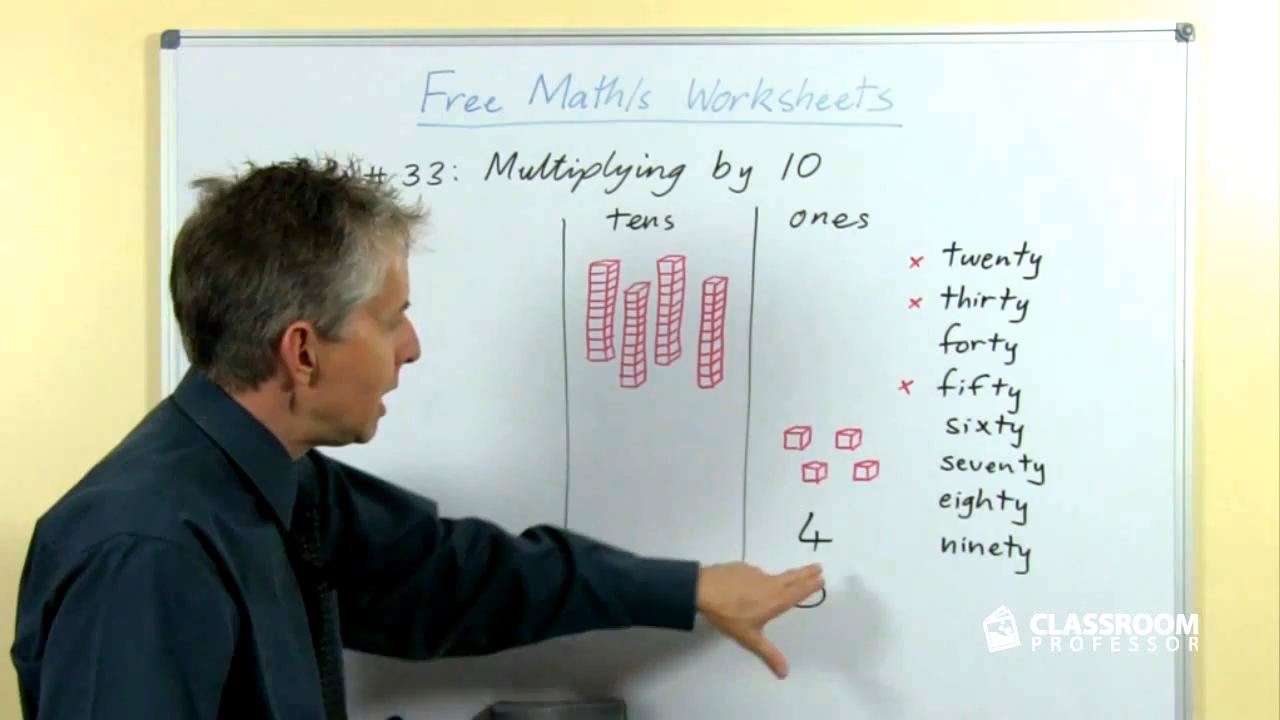 Free Math/s Worksheets
# 33: Multiplying by 10
tens ones
× twenty
× thirty
forty
× fifty
sixty
seventy
eighty
ninety
4
CLASSROOM
PROFESSOR